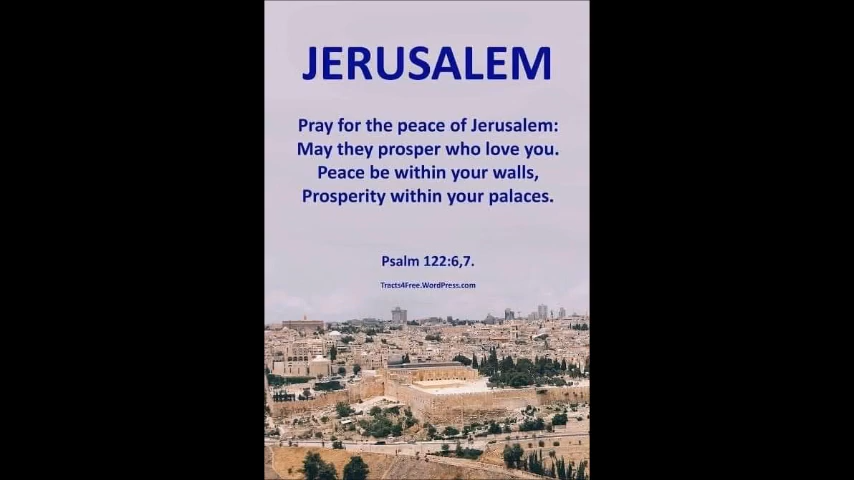 JERUSALEM
Pray for the peace of Jerusalem:
May they prosper who love you.
Peace be within your walls,
Prosperity within your palaces.
Psalm 122:6,7.
Tracts4Free.WordPress.com